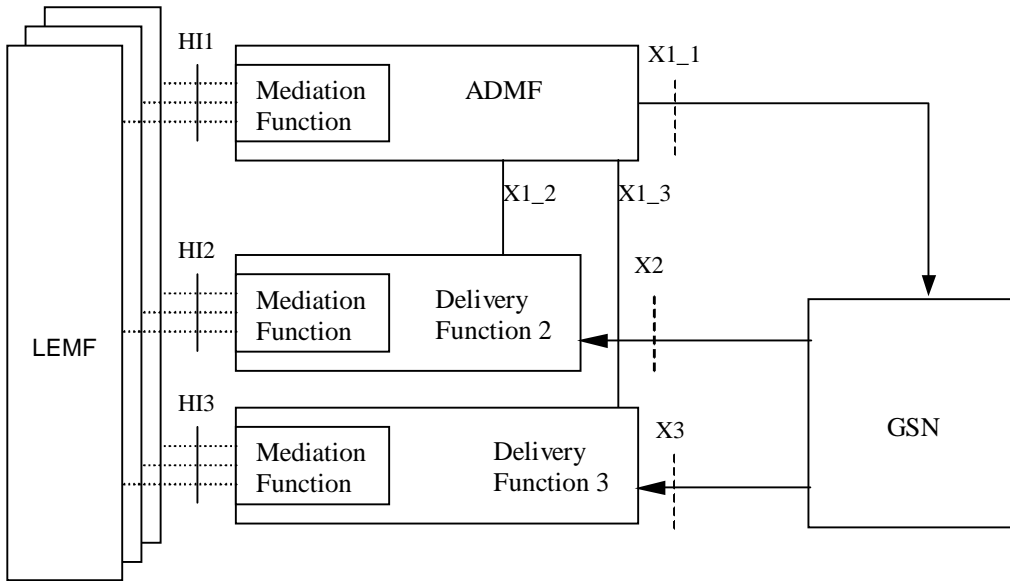 HI1
X1_1
Mediation
Function
ADMF
X1_2
X1_3
HI2
X2
Mediation
Function
Delivery
Function 2
LEMF
HI3
X3
GSN
Mediation
Function
Delivery
Function 3